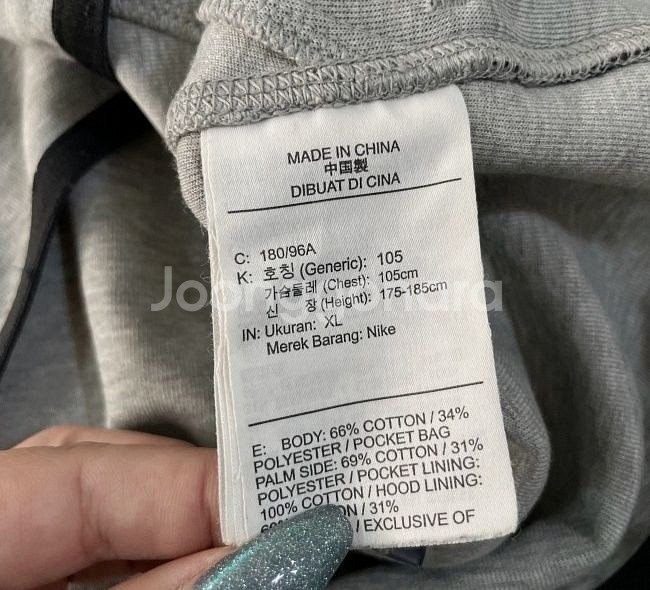 MADE IN CHINA
中国製
DIBUAT DI CINA
C: 180/96A
K: 호칭 (Generic): 105
가슴둘레 (Chest): 105cm
신 장 (Height): 175-185cm
IN: Ukuran: XL
Merek Barang: Nike
E: BODY: 66% COTTON / 34%
POLYESTER / POCKET BAG
PALM SIDE: 69% COTTON / 31%
POLYESTER / POCKET LINING:
100% COTTON / HOOD LINING:
/ 31%
/ EXCLUSIVE OF